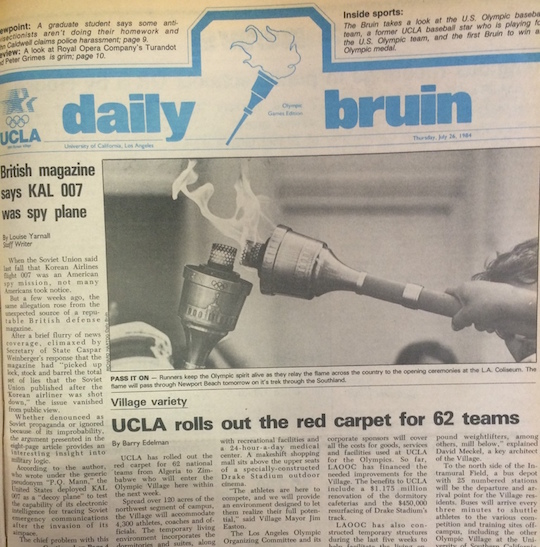 ewpoint: A graduate student says some anti-
isectionists aren't doing their homework and
hn Caldwell claims police harassment; page 9.
view: A look at Royal Opera Company's Turandot
d Peter Grimes is grim; page 10.
Inside sports:
The Bruin takes a look at the U.S. Olympic baseba
team, a former UCLA baseball star who is playing fo
the U.S. Olympic team, and the first Bruin to win a
Olympic medal.
UCLA
daily
bruin
Olympic
Games Edition
University of California, Los Angeles
Thursday, July 26, 1984
British magazine
says KAL 007
was spy plane
By Louise Yarnall
Staff Writer
When the Soviet Union said
last fall that Korean Airlines
flight 007 was an American
spy mission, not many
Americans took notice.
But a few weeks ago, the
same allegation rose from the
unexpected source of a repu-
table British defense
magazine.
After a brief flurry of news
coverage, climaxed by
Secretary of State Caspar
Weinberger's response that the
magazine had "picked up
lock, stock and barrel the total
set of lies that the Soviet
Union published after the
Korean airliner was shot
down," the issue vanished
from public view.
Whether denounced as
Soviet propaganda or ignored
because of its improbability,
the argument presented in the
eight-page article provides an
interesting insight into
military logic.
According to the author,
who wrote under the generic
pseudonym "P.Q. Mann," the
United States deployed KAL
007 as a "decoy plane" to test
the capability of its electronic
intelligence for tracing Soviet
emergency communications
after the invasion of its
airspace.
The chief problem with this
PASS IT ON — Runners keep the Olympic spirit alive as they relay the flame across the country to the opening ceremonies at the L.A. Coliseum. The
flame will pass through Newport Beach tomorrow on it's trek through the Southland.
Village variety
UCLA rolls out the red carpet for 62 teams
By Barry Edelman
UCLA has rolled out the
red carpet for 62 national
teams from Algeria to Zim-
babwe who will enter the
Olympic Village here within
the next week.
Spread over 120 acres of the
northwest segment of campus,
the Village will accommodate
4,300 athletes, coaches and of-
ficials. The temporary living
environment incorporates the
dormitories and suites, along
with recreational facilities and
a 24-hour-a-day medical
center. A makeshift shopping
mall sits above the upper seats
of a specially-constructed
Drake Stadium outdoor
cinema.
"The athletes are here to
compete, and we will provide
an environment designed to let
them realize their full poten-
tial," said Village Mayor Jim
Easton.
The Los Angeles Olympic
Organizing Committee and its
corporate sponsors will cover
all the costs for goods, services
and facilities used at UCLA
for the Olympics. So far,
LAOOC has financed the
needed improvements for the
Village. The benefits to UCLA
include a $1.175 million
renovation of the dormitory
cafeterias and the $450,000
resurfacing of Drake Stadium's
track.
LAOOC has also con-
structed temporary structures
during the last five weeks to
pound weightlifters, among
others, mill below," explained
David Meckel, a key architect
of the Village.
To the north side of the In-
tramural Field, a bus depot
with 25 numbered stations
will be the departure and ar-
rival point for the Village res-
idents. Buses will arrive every
three minutes to shuttle
athletes to the various com-
petition and training sites off-
campus, including the other
Olympic Village at the Uni-